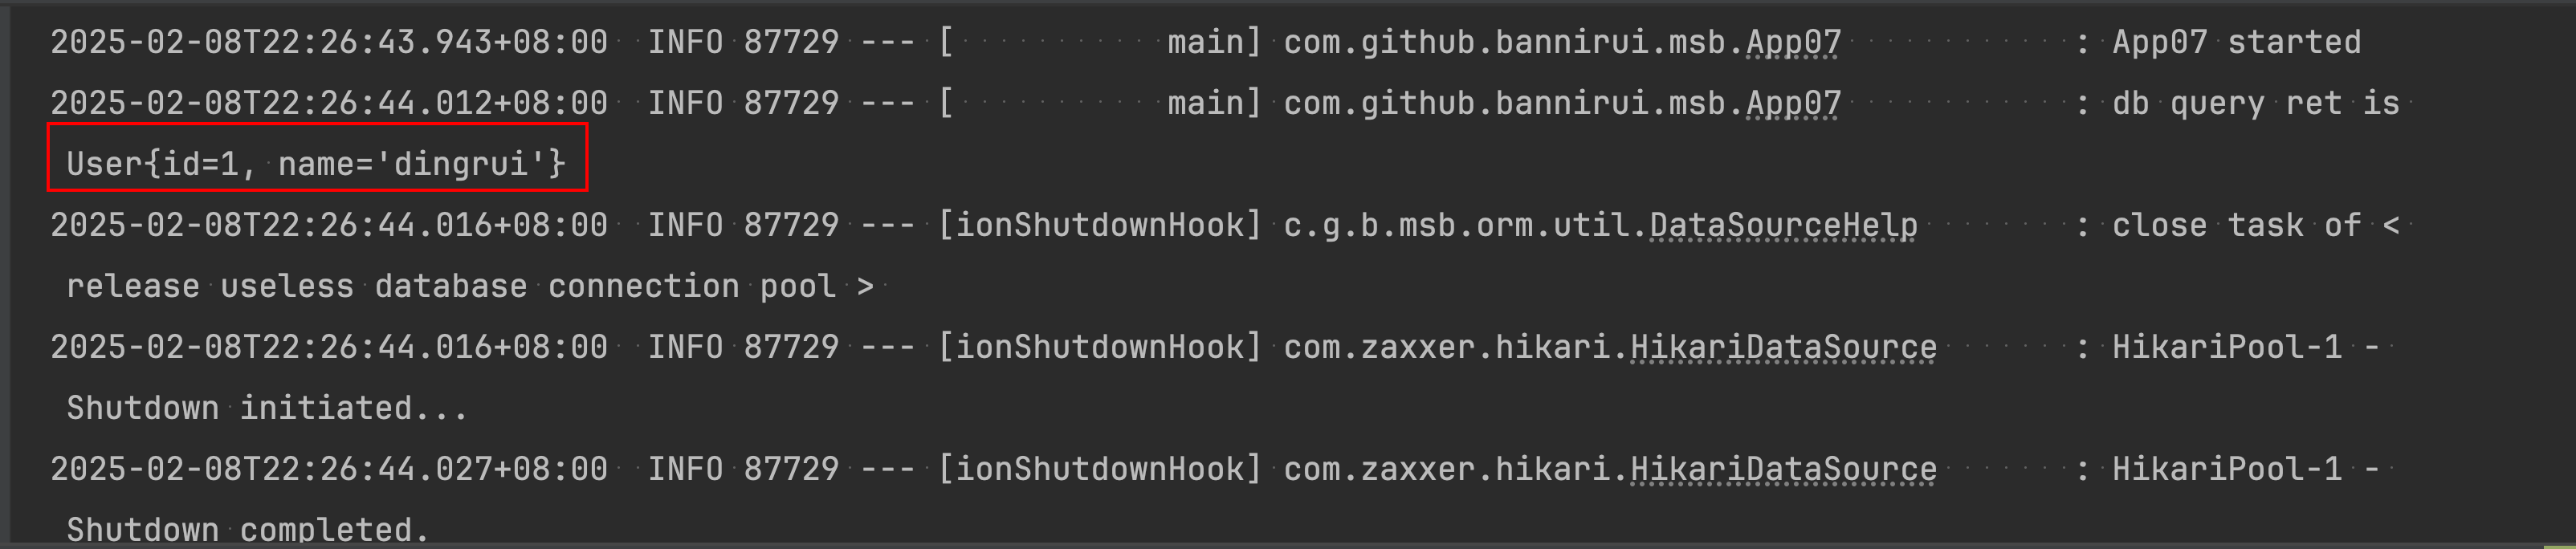 2025-02-08T22:26:43.943+08:00  INFO 87729 --- [           main] com.github.bannirui.msb.App07            : App07 started
2025-02-08T22:26:44.012+08:00  INFO 87729 --- [           main] com.github.bannirui.msb.App07            : db query ret is
User{id=1, name='dingrui'}
2025-02-08T22:26:44.016+08:00  INFO 87729 --- [ionShutdownHook] c.g.b.msb.orm.util.DataSourceHelp        : close task of <
release useless database connection pool >
2025-02-08T22:26:44.016+08:00  INFO 87729 --- [ionShutdownHook] com.zaxxer.hikari.HikariDataSource       : HikariPool-1 -
Shutdown initiated...
2025-02-08T22:26:44.027+08:00  INFO 87729 --- [ionShutdownHook] com.zaxxer.hikari.HikariDataSource       : HikariPool-1 -
Shutdown completed.